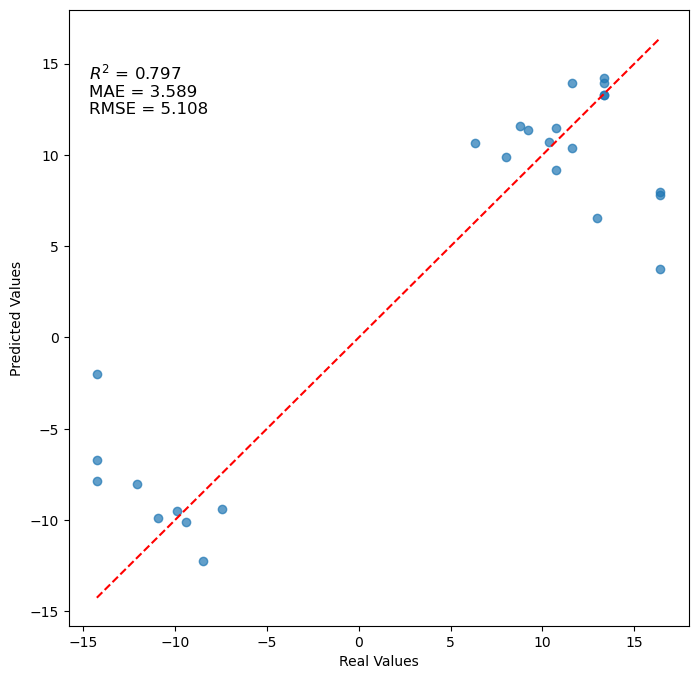 R² = 0.797
MAE = 3.589
RMSE = 5.108
15
10
5
0
−5
−10
−15
Predicted Values
−15 −10 −5 0 5 10 15
Real Values